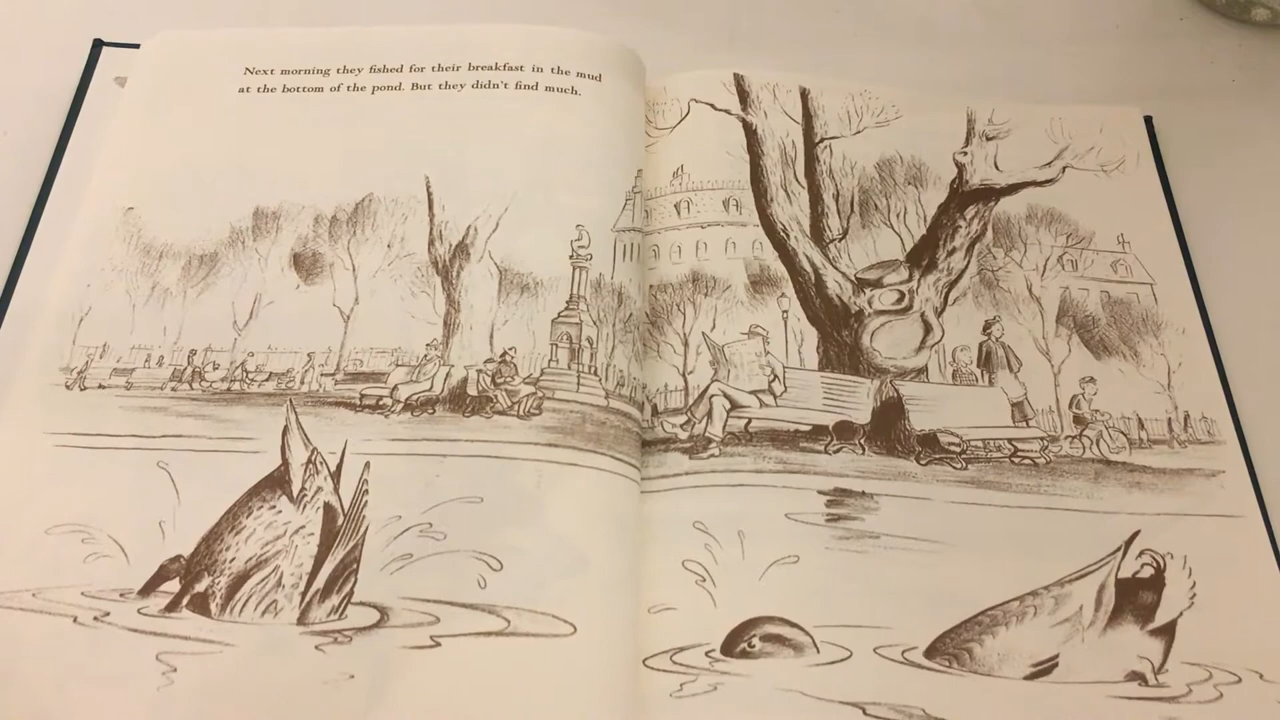 Next morning they fished for their breakfast in the mud
at the bottom of the pond. But they didn't find much.